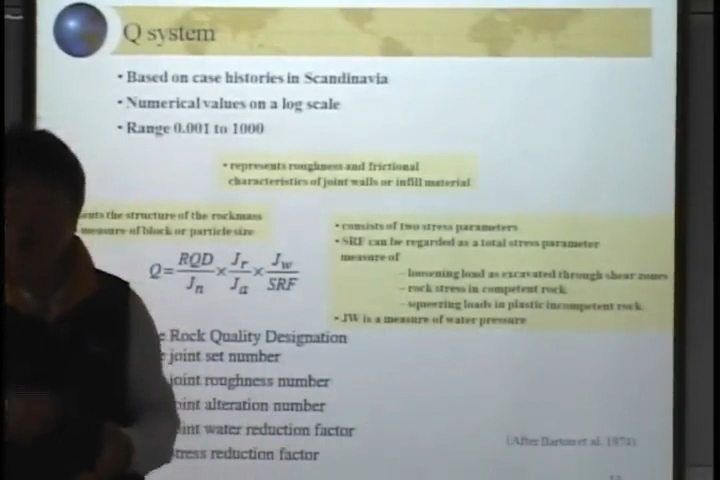 Q system
• Based on case histories in Scandinavia
• Numerical values on a log scale
• Range 0.001 to 1000
• represents roughness and frictional
characteristics of joint walls or infill material
ents the structure of the rockmass
measure of block or particle size
• consists of two stress parameters
• SRF can be regarded as a total stress parameter
measure of
– loosening load as excavated through shear zones
– rock stress in competent rock
– squeezing loads in plastic incompetent rock
• JW is a measure of water pressure
Q = RQD/Jn × Jr/Ja × Jw/SRF
e Rock Quality Designation
joint set number
joint roughness number
oint alteration number
int water reduction factor
stress reduction factor
(After Barton et al. 1974)